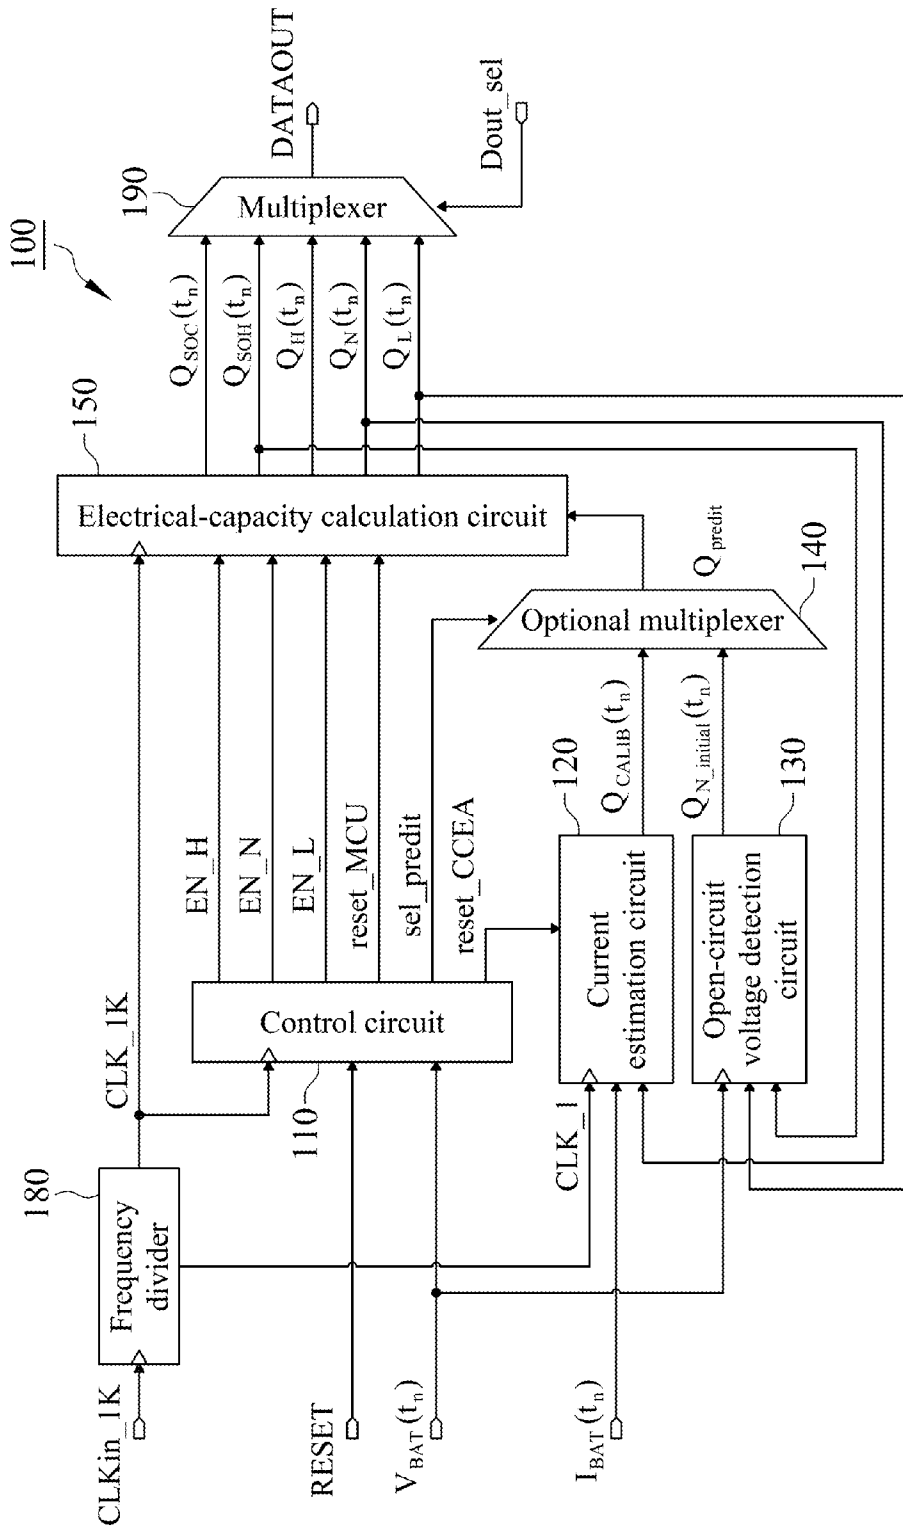 100
CLKin_1K
RESET
V_BAT(t_n)
I_BAT(t_n)
180
Frequency
divider
CLK_1K
CLK_1
110
Control circuit
EN_H
EN_N
EN_L
reset_MCU
sel_predit
reset_CCEA
120
Current
estimation circuit
130
Open-circuit
voltage detection
circuit
Q_CALIB(t_n)
Q_N_initial(t_n)
140
Optional multiplexer
Q_predit
150
Electrical-capacity calculation circuit
Q_SOC(t_n)
Q_SOH(t_n)
Q_H(t_n)
Q_N(t_n)
Q_L(t_n)
190
Multiplexer
DATAOUT
Dout_sel